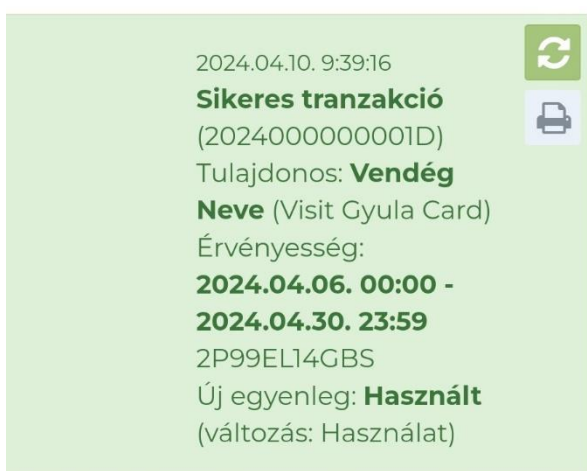 2024.04.10. 9:39:16
Sikeres tranzakció
(2024000000001D)
Tulajdonos: Vendég
Neve (Visit Gyula Card)
Érvényesség:
2024.04.06. 00:00 -
2024.04.30. 23:59
2P99EL14GBS
Új egyenleg: Használt
(változás: Használat)